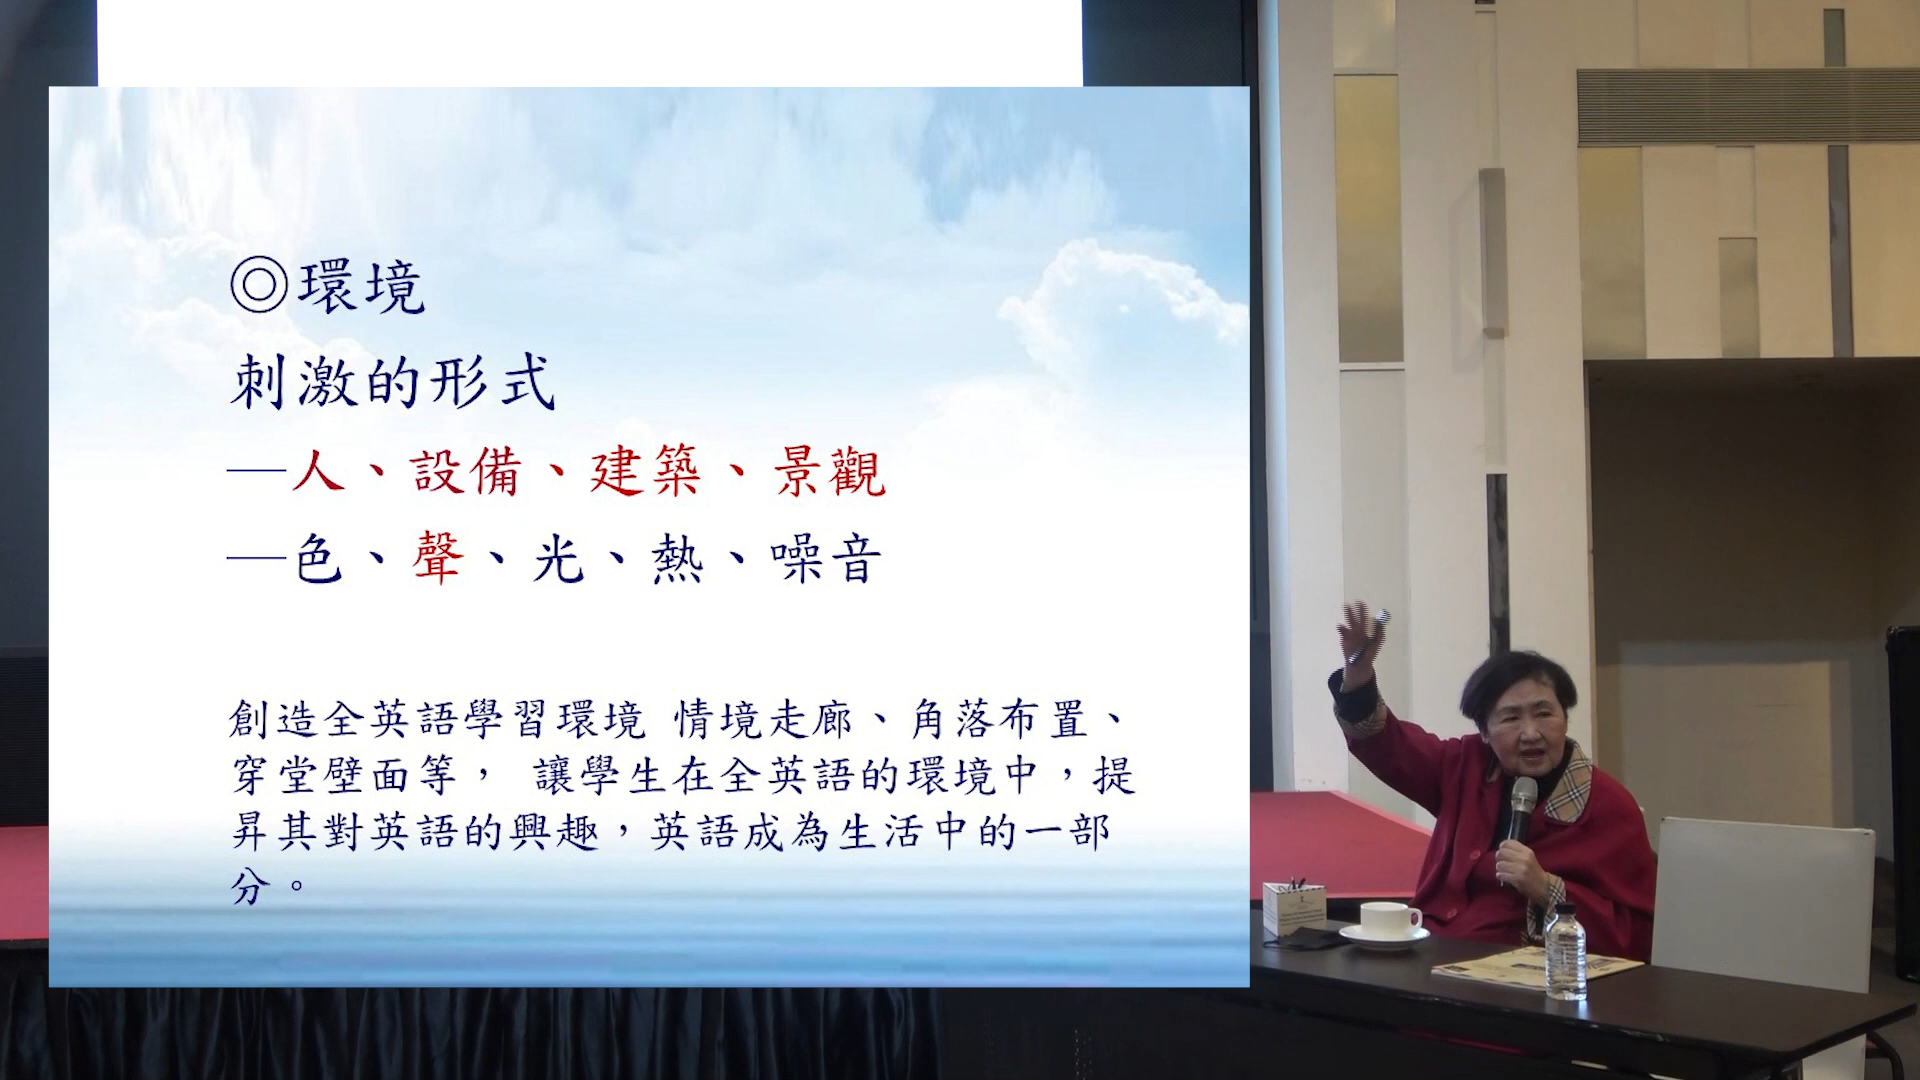 ◎環境
刺激的形式
—人、設備、建築、景觀
—色、聲、光、熱、噪音
創造全英語學習環境 情境走廊、角落布置、
穿堂壁面等， 讓學生在全英語的環境中，提
昇其對英語的興趣，英語成為生活中的一部
分。